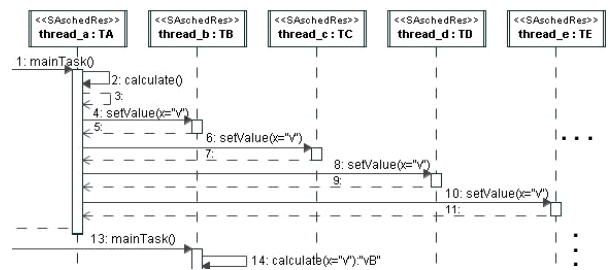 <<SAschedRes>> <<SAschedRes>> <<SAschedRes>> <<SAschedRes>> <<SAschedRes>>
thread_a : TA thread_b : TB thread_c : TC thread_d : TD thread_e : TE
1: mainTask()
2: calculate()
3:
4: setValue(x="v")
5:
6: setValue(x="v")
7:
8: setValue(x="v")
9:
10: setValue(x="v")
11:
13: mainTask()
14: calculate(x="v"):"vB"